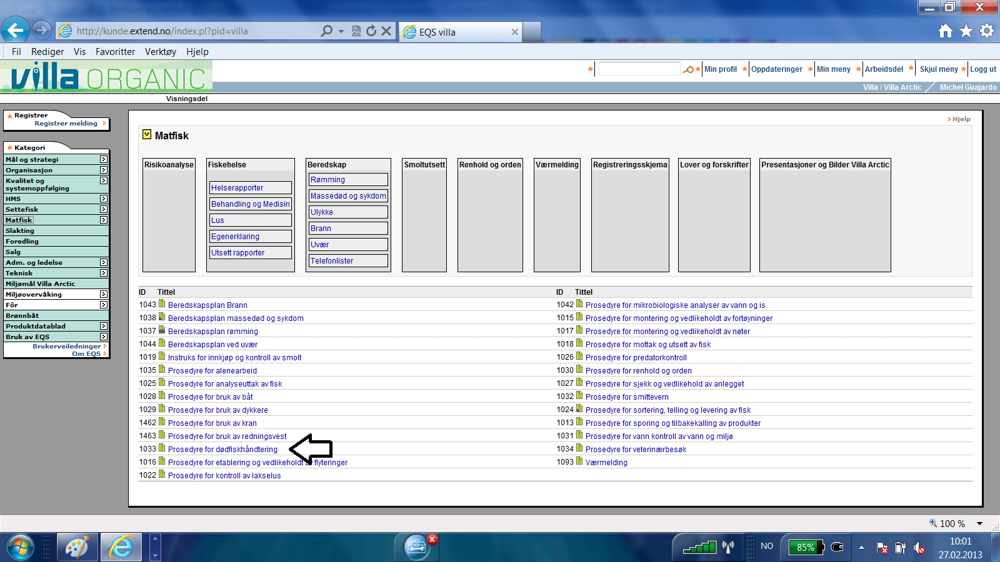 http://kunde.extend.no/index.pl?pid=villa
EQS villa
Fil Rediger Vis Favoritter Verktøy Hjelp
villa ORGANIC
Min profil Oppdateringer Min meny Arbeidsdel Skjul meny Logg ut
Villa / Villa Arctic Michel Guajardo
Visningsdel
Registrer
Registrer melding
Kategori
Mål og strategi
Organisasjon
Kvalitet og
systemoppfølging
HMS
Settefisk
Matfisk
Slakting
Foredling
Salg
Adm. og ledelse
Teknisk
Miljømål Villa Arctic
Miljøovervåking
Fôr
Brønnbåt
Produktdatablad
Bruk av EQS
Brukerveiledninger
Om EQS
Hjelp
Matfisk
Risikoanalyse
Fiskehelse
Helserapporter
Behandling og Medisin
Lus
Egenerklaring
Utsett rapporter
Beredskap
Rømming
Massedød og sykdom
Ulykke
Brann
Uvær
Telefonlister
Smoltutsett
Renhold og orden
Værmelding
Registreringsskjema
Lover og forskrifter
Presentasjoner og Bilder Villa Arctic
ID Tittel
1043 Beredskapsplan Brann
1038 Beredskapsplan massedød og sykdom
1037 Beredskapsplan rømming
1044 Beredskapsplan ved uvær
1019 Instruks for innkjøp og kontroll av smolt
1035 Prosedyre for alenearbeid
1025 Prosedyre for analyseuttak av fisk
1028 Prosedyre for bruk av båt
1029 Prosedyre for bruk av dykkere
1462 Prosedyre for bruk av kran
1463 Prosedyre for bruk av redningsvest
1033 Prosedyre for dødfiskhåndtering
1016 Prosedyre for etablering og vedlikeholdt flyteringer
1022 Prosedyre for kontroll av lakselus
ID Tittel
1042 Prosedyre for mikrobiologiske analyser av vann og is
1015 Prosedyre for montering og vedlikeholdt av fortøyninger
1017 Prosedyre for montering og vedlikeholdt av nøter
1018 Prosedyre for mottak og utsett av fisk
1026 Prosedyre for predatorkontroll
1030 Prosedyre for renhold og orden
1027 Prosedyre for sjekk og vedlikehold av anlegget
1032 Prosedyre for smittevern
1024 Prosedyre for sortering, telling og levering av fisk
1013 Prosedyre for sporing og tilbakekalling av produkter
1031 Prosedyre for vann kontroll av vann og miljø
1034 Prosedyre for veterinærbesøk
1093 Værmelding
100 %
NO
85%
10:01
27.02.2013